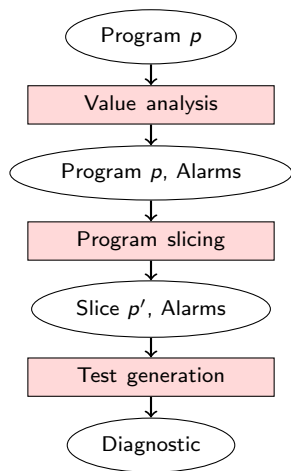 Program p
Value analysis
Program p, Alarms
Program slicing
Slice p′, Alarms
Test generation
Diagnostic